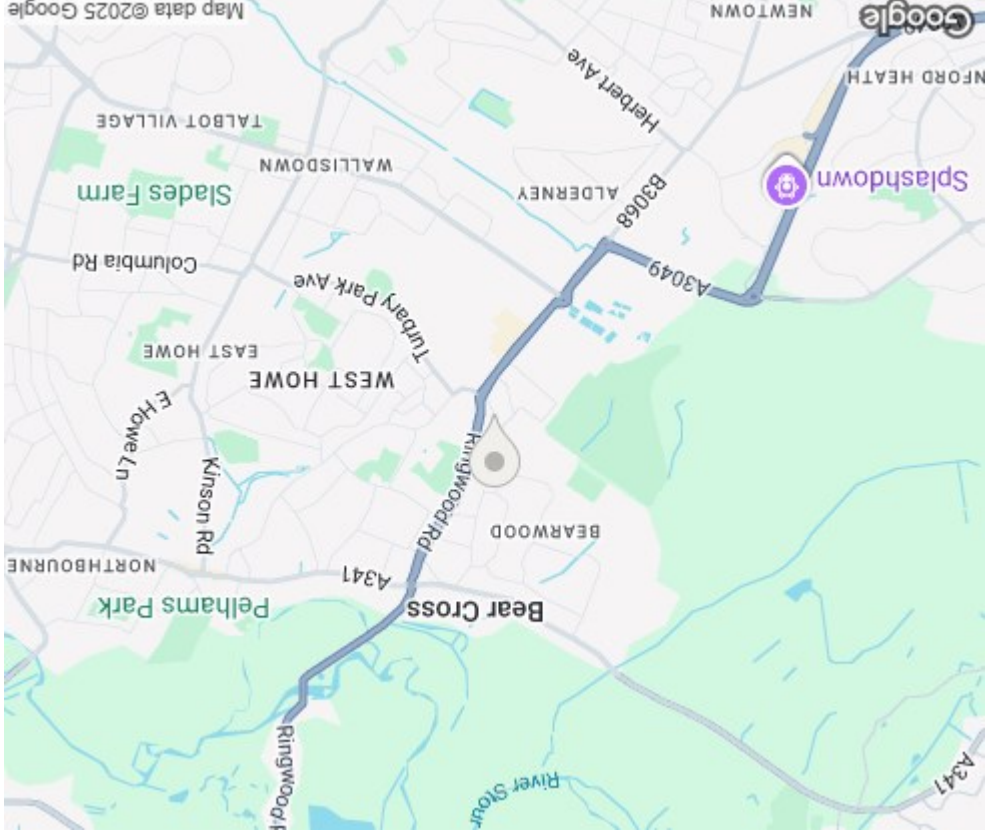 A341
River Stour
Ringwood R
Bear Cross
Pelhams Park
A341
NORTHBOURNE
BEARWOOD
Ringwood Rd
Kinson Rd
E Howe Ln
WEST HOWE
EAST HOWE
Turbary Park Ave
Columbia Rd
A3049
Splashdown
B3068
ALDERNEY
Slades Farm
WALLISDOWN
TALBOT VILLAGE
Herbert Ave
NFORD HEATH
NEWTOWN
Google
Map data ©2025 Google